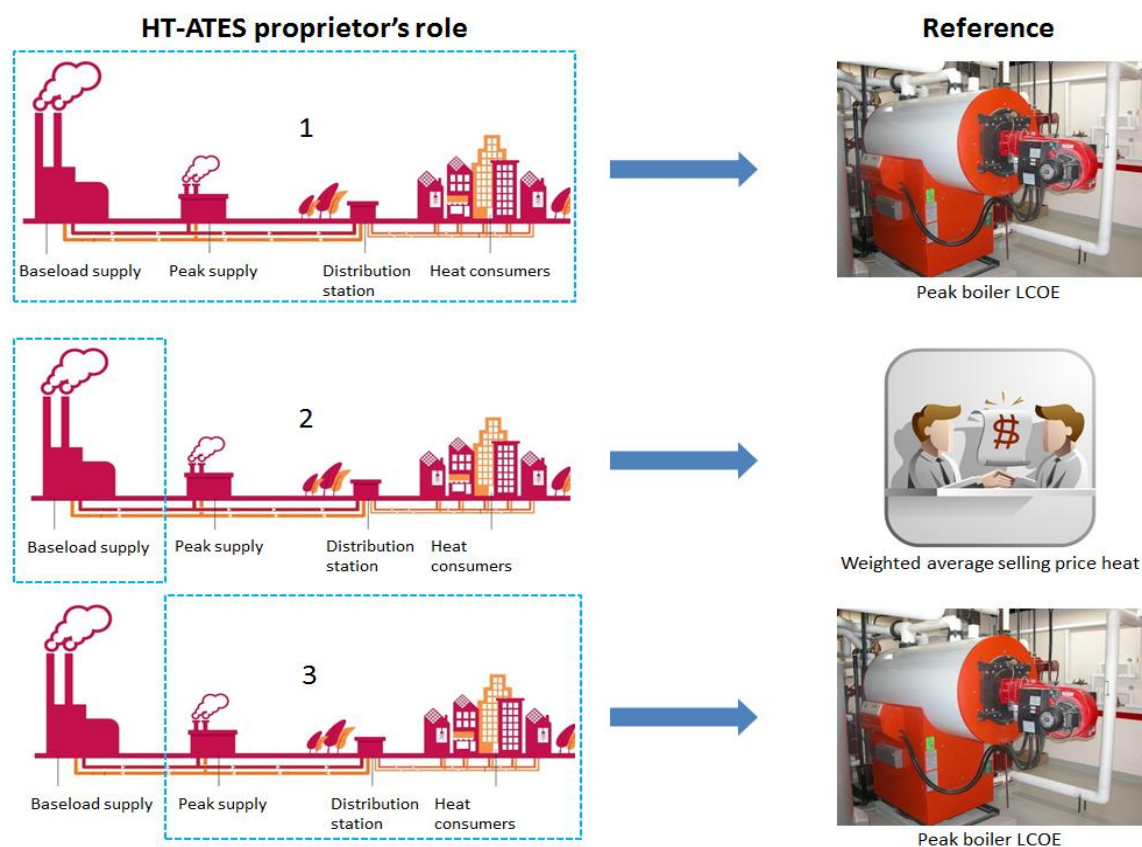 HT-ATES proprietor's role
Reference
1
Baseload supply
Peak supply
Distribution
station
Heat consumers
Peak boiler LCOE
2
$
Baseload supply
Peak supply
Distribution
station
Heat
consumers
Weighted average selling price heat
3
Baseload supply
Peak supply
Distribution
station
Heat
consumers
Peak boiler LCOE